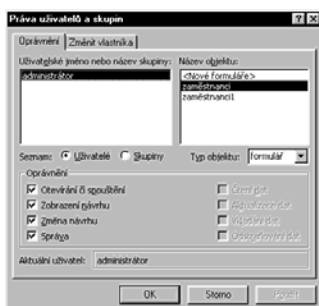 Práva uživatelů a skupin
Oprávnění Změnit vlastníka
Uživatelské jméno nebo název skupiny: Název objektu:
administrátor <Nové formuláře>
zaměstnanci
zaměstnanci1
Seznam: Uživatelé Skupiny Typ objektu: formulář
Oprávnění
Otevírání či spouštění Čtení dat
Zobrazení návrhu Aktualizace dat
Změna návrhu Vkládání dat
Správa Odstraňování dat
Aktuální uživatel: administrátor
OK Storno Použít